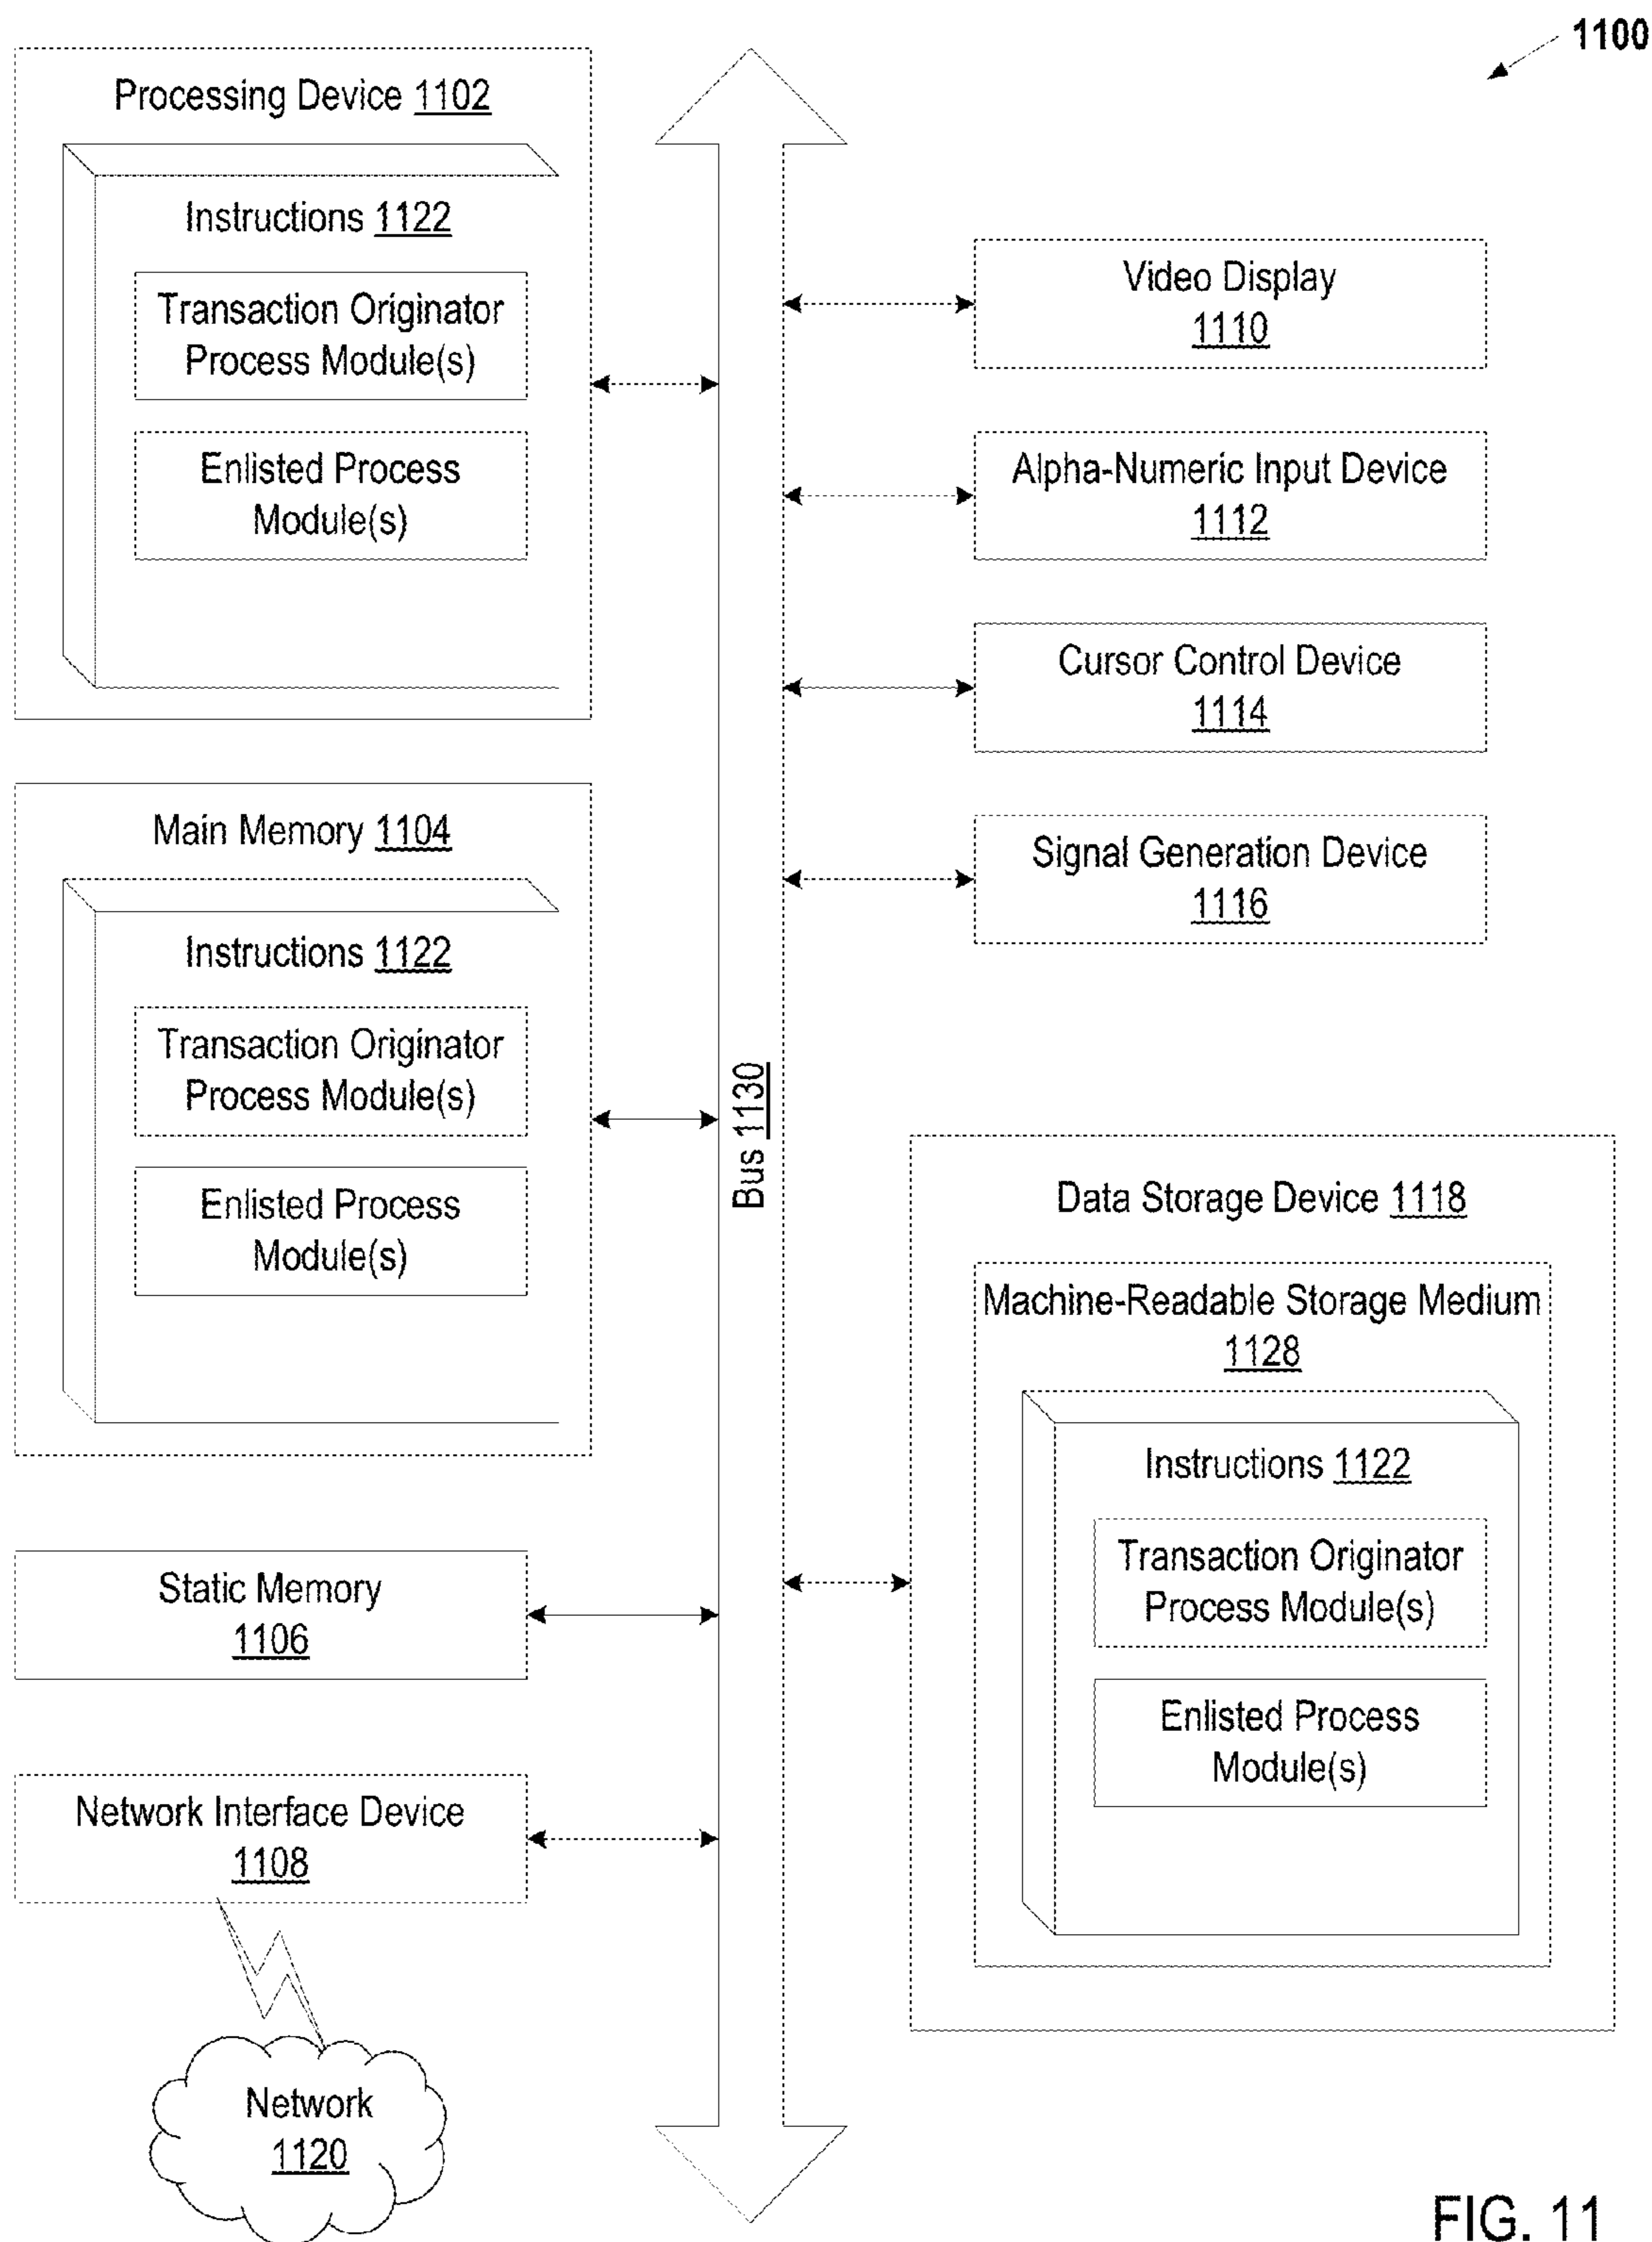 1100
Processing Device 1102
Instructions 1122
Transaction Originator
Process Module(s)
Enlisted Process
Module(s)
Main Memory 1104
Instructions 1122
Transaction Originator
Process Module(s)
Enlisted Process
Module(s)
Static Memory
1106
Network Interface Device
1108
Network
1120
Bus 1130
Video Display
1110
Alpha-Numeric Input Device
1112
Cursor Control Device
1114
Signal Generation Device
1116
Data Storage Device 1118
Machine-Readable Storage Medium
1128
Instructions 1122
Transaction Originator
Process Module(s)
Enlisted Process
Module(s)
FIG. 11